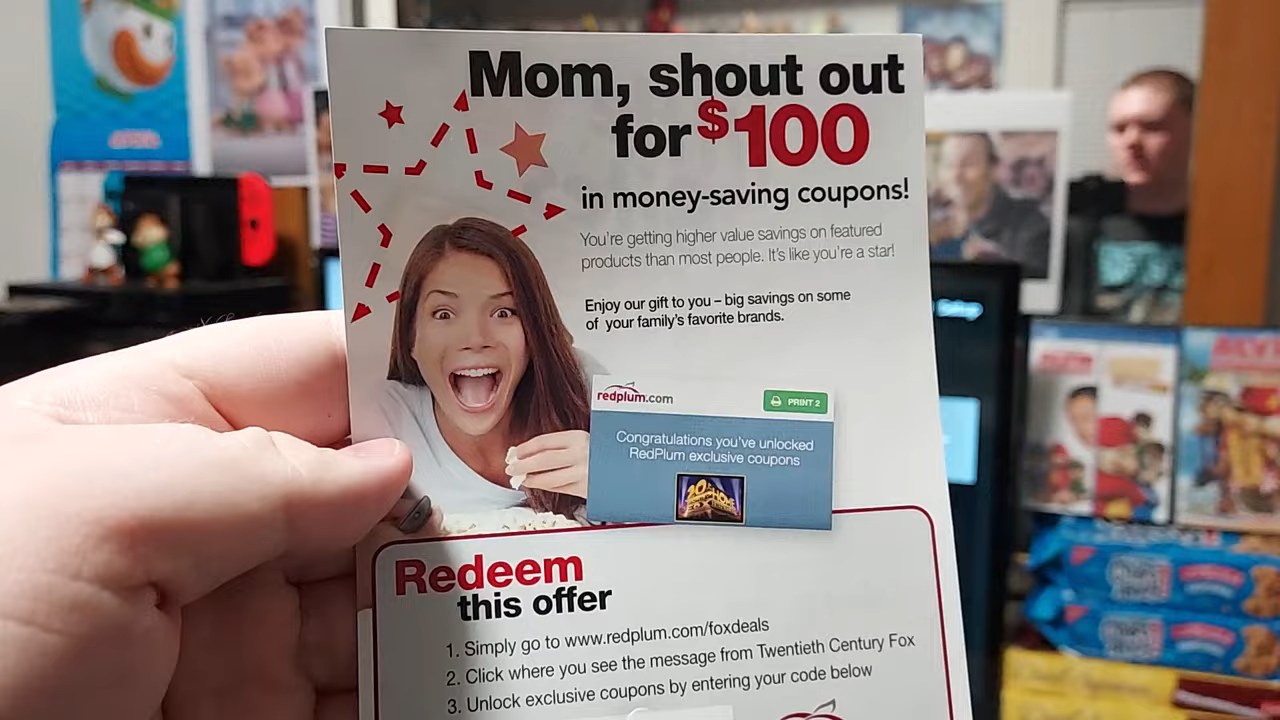 Mom, shout out
for $100
in money-saving coupons!
You're getting higher value savings on featured
products than most people. It's like you're a star!
Enjoy our gift to you – big savings on some
of your family's favorite brands.
redplum.com
PRINT 2
Congratulations you've unlocked
RedPlum exclusive coupons
Redeem
this offer
1. Simply go to www.redplum.com/foxdeals
2. Click where you see the message from Twentieth Century Fox
3. Unlock exclusive coupons by entering your code below